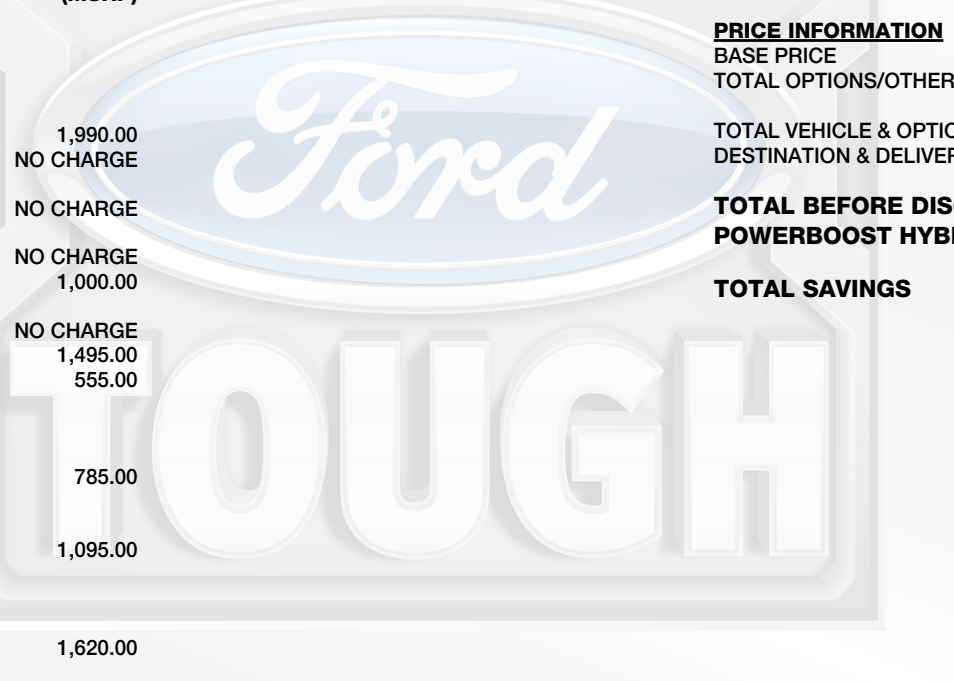 (MSRP)
1,990.00
NO CHARGE
NO CHARGE
NO CHARGE
1,000.00
NO CHARGE
1,495.00
555.00
785.00
1,095.00
1,620.00
Ford
TOUGH
PRICE INFORMATION
BASE PRICE
TOTAL OPTIONS/OTHER
TOTAL VEHICLE & OPTIO
DESTINATION & DELIVER
TOTAL BEFORE DIS
POWERBOOST HYB
TOTAL SAVINGS